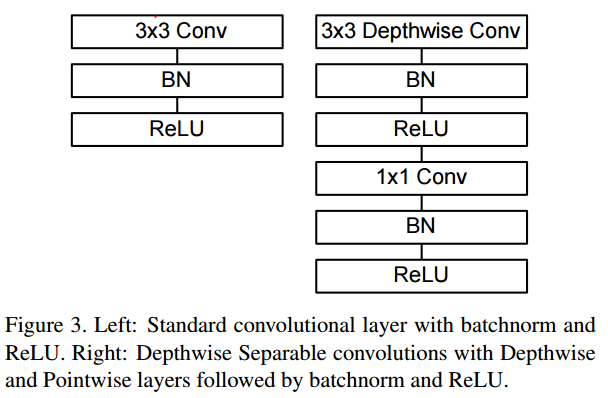 3x3 Conv
BN
ReLU
3x3 Depthwise Conv
BN
ReLU
1x1 Conv
BN
ReLU
Figure 3. Left: Standard convolutional layer with batchnorm and
ReLU. Right: Depthwise Separable convolutions with Depthwise
and Pointwise layers followed by batchnorm and ReLU.